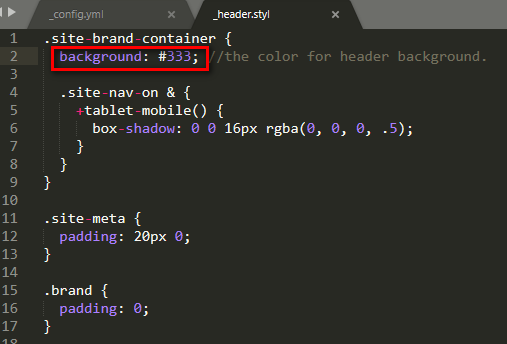 _config.yml × _header.styl ×
1 .site-brand-container {
2 background: #333; //the color for header background.
3
4 .site-nav-on & {
5 +tablet-mobile() {
6 box-shadow: 0 0 16px rgba(0, 0, 0, .5);
7 }
8 }
9 }
10
11 .site-meta {
12 padding: 20px 0;
13 }
14
15 .brand {
16 padding: 0;
17 }
18